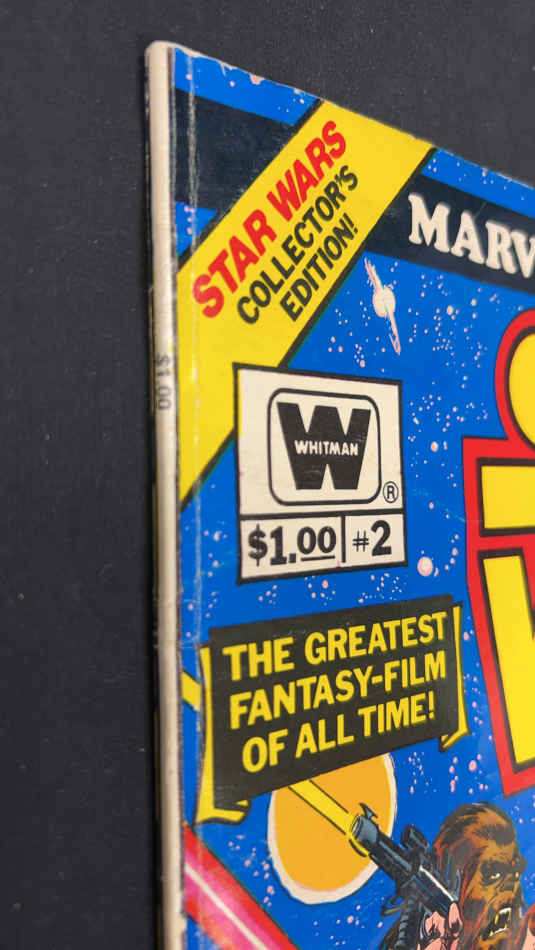 STAR WARS
COLLECTOR'S
EDITION!
MARV
$1.00
WHITMAN
®
$1.00 #2
THE GREATEST
FANTASY-FILM
OF ALL TIME!